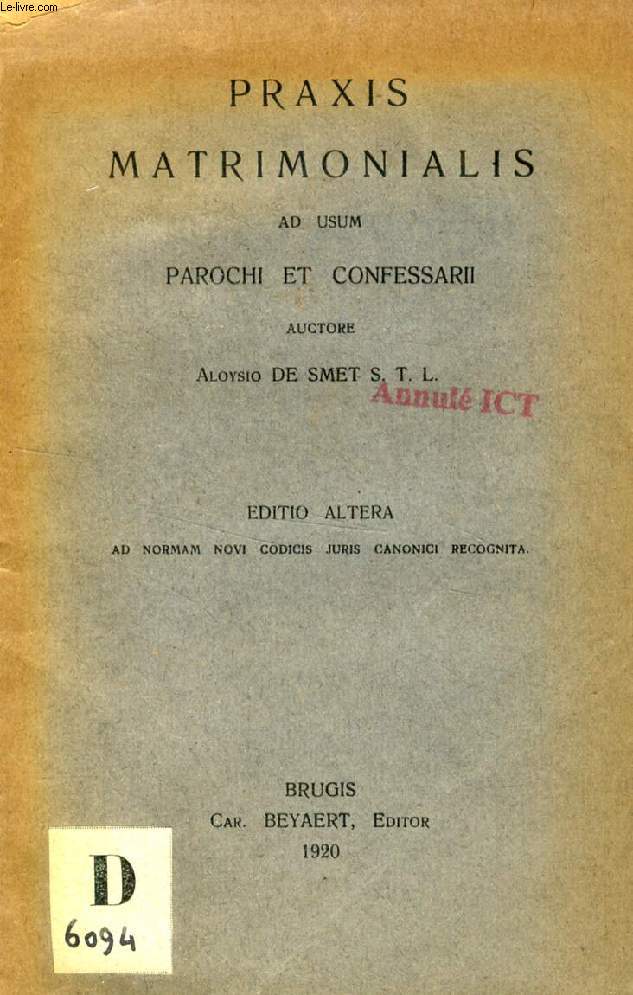 Le-livre.com
PRAXIS
MATRIMONIALIS
AD USUM
PAROCHI ET CONFESSARII
AUCTORE
ALOYSIO DE SMET S. T. L.
Annulé ICT
EDITIO ALTERA
AD NORMAM NOVI CODICIS JURIS CANONICI RECOGNITA.
BRUGIS
CAR. BEYAERT, EDITOR
1920
D
6094